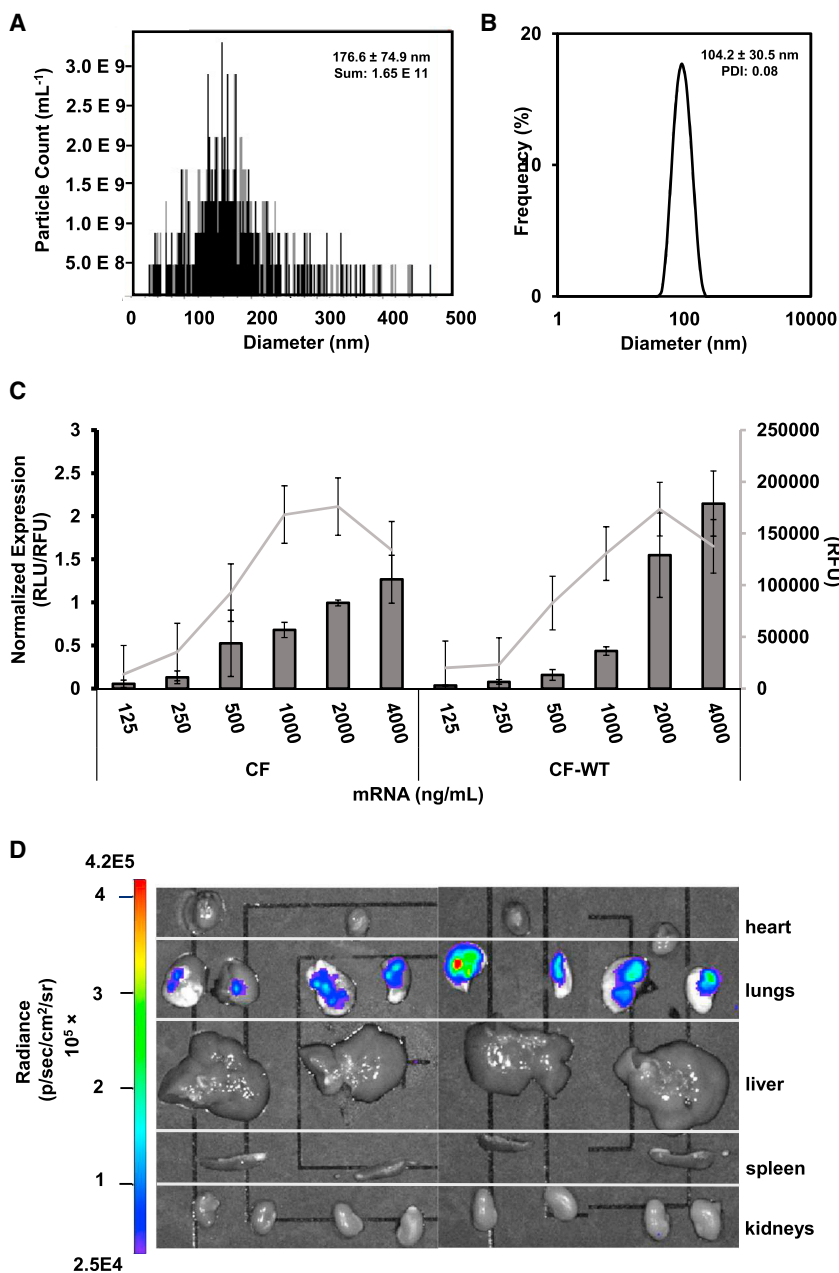 A
176.6 ± 74.9 nm
Sum: 1.65 E 11
Particle Count (mL-1)
3.0 E 9
2.5 E 9
2.0 E 9
1.5 E 9
1.0 E 9
5.0 E 8
0 100 200 300 400 500
Diameter (nm)
B
104.2 ± 30.5 nm
PDI: 0.08
Frequency (%)
20
10
0
1 100 10000
Diameter (nm)
C
Normalized Expression
(RLU/RFU)
3
2.5
2
1.5
1
0.5
0
250000
200000
150000
100000
50000
0
(RFU)
125 250 500 1000 2000 4000 125 250 500 1000 2000 4000
CF CF-WT
mRNA (ng/mL)
D
4.2E5
4
3
2
1
2.5E4
Radiance
(p/sec/cm2/sr)
10⁵ ×
heart
lungs
liver
spleen
kidneys